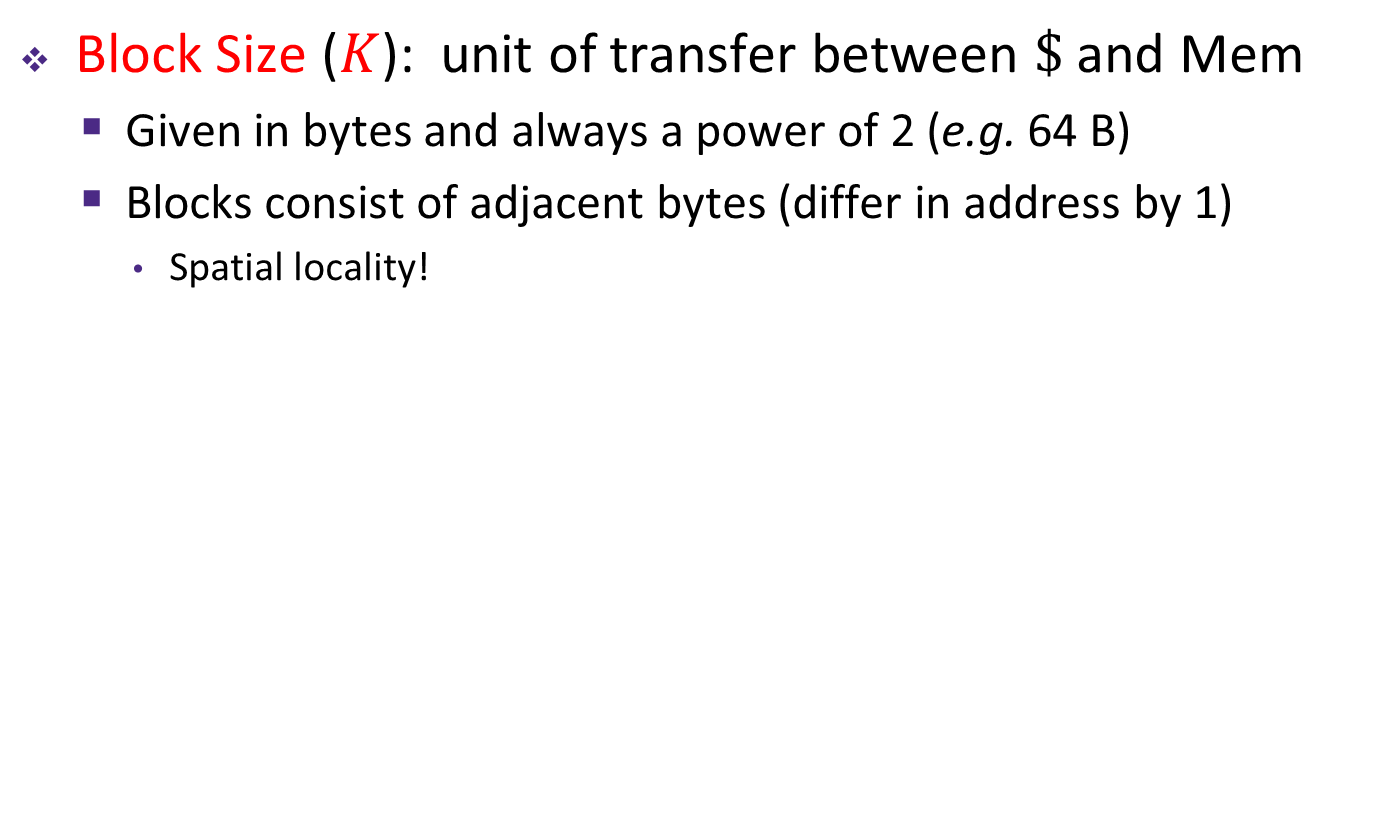 ❖ Block Size (K): unit of transfer between $ and Mem
▪ Given in bytes and always a power of 2 (e.g. 64 B)
▪ Blocks consist of adjacent bytes (differ in address by 1)
• Spatial locality!